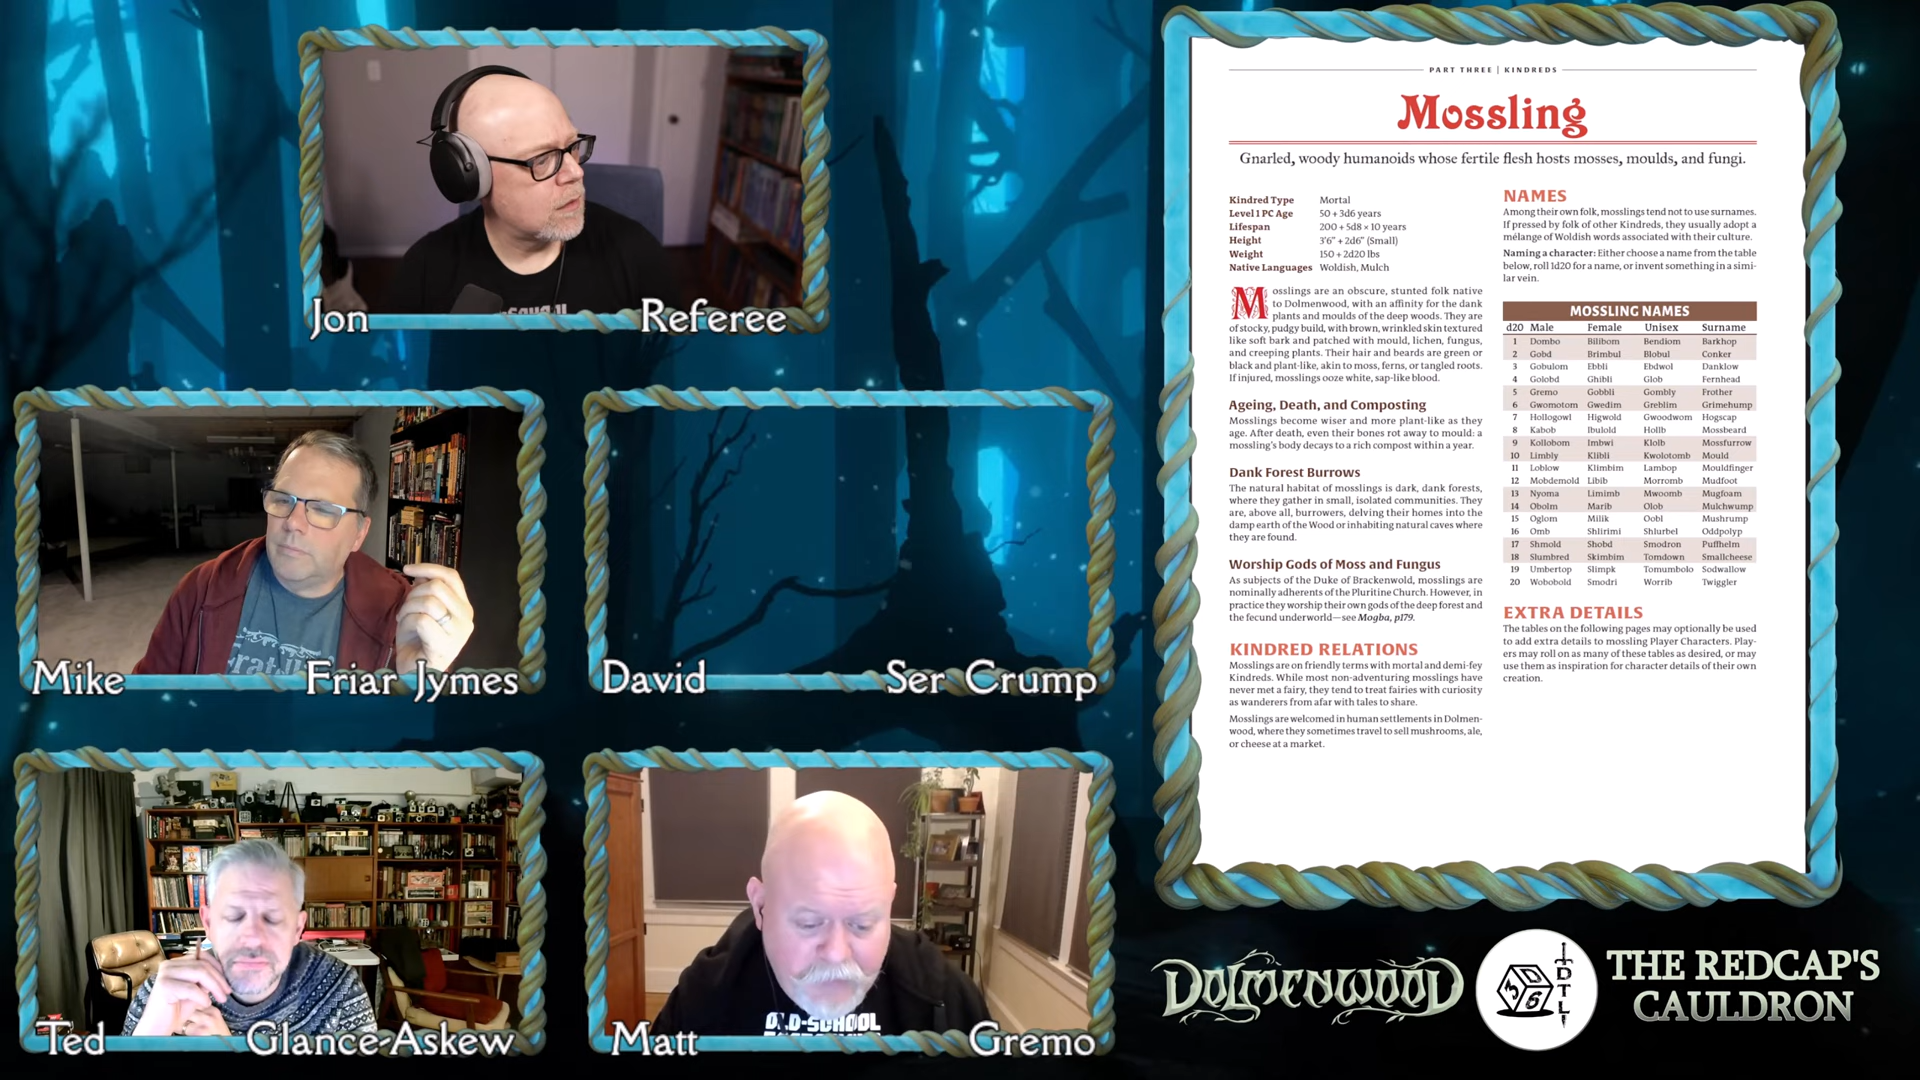 Jon
Referee
Mike
Friar Jymes
David
Ser Crump
Ted
Glance-Askew
Matt
Gremo
OLD-SCHOOL
PART THREE | KINDREDS
Mossling
Gnarled, woody humanoids whose fertile flesh hosts mosses, moulds, and fungi.
Kindred Type Mortal
Level 1 PC Age 50 + 3d6 years
Lifespan 200 + 5d8 × 10 years
Height 3'6" + 2d6" (Small)
Weight 150 + 2d20 lbs
Native Languages Woldish, Mulch
Mosslings are an obscure, stunted folk native
to Dolmenwood, with an affinity for the dank
plants and moulds of the deep woods. They are
of stocky, pudgy build, with brown, wrinkled skin textured
like soft bark and patched with mould, lichen, fungus,
and creeping plants. Their hair and beards are green or
black and plant-like, akin to moss, ferns, or tangled roots.
If injured, mosslings ooze white, sap-like blood.
Ageing, Death, and Composting
Mosslings become wiser and more plant-like as they
age. After death, even their bones rot away to mould: a
mossling's body decays to a rich compost within a year.
Dank Forest Burrows
The natural habitat of mosslings is dark, dank forests,
where they gather in small, isolated communities. They
are, above all, burrowers, delving their homes into the
damp earth of the Wood or inhabiting natural caves where
they are found.
Worship Gods of Moss and Fungus
As subjects of the Duke of Brackenwold, mosslings are
nominally adherents of the Pluritine Church. However, in
practice they worship their own gods of the deep forest and
the fecund underworld—see Mogba, p179.
KINDRED RELATIONS
Mosslings are on friendly terms with mortal and demi-fey
Kindreds. While most non-adventuring mosslings have
never met a fairy, they tend to treat fairies with curiosity
as wanderers from afar with tales to share.
Mosslings are welcomed in human settlements in Dolmen-
wood, where they sometimes travel to sell mushrooms, ale,
or cheese at a market.
NAMES
Among their own folk, mosslings tend not to use surnames.
If pressed by folk of other Kindreds, they usually adopt a
mélange of Woldish words associated with their culture.
Naming a character: Either choose a name from the table
below, roll 1d20 for a name, or invent something in a simi-
lar vein.
MOSSLING NAMES
d20 Male Female Unisex Surname
1 Dombo Bilibom Bendiom Barkhop
2 Gobd Brimbul Blobul Conker
3 Gobulom Ebbli Ebdwol Danklow
4 Golobd Ghibli Glob Fernhead
5 Gremo Gobbli Gombly Frother
6 Gwomotom Gwedim Greblim Grimehump
7 Hollogowl Higwold Gwoodwom Hogscap
8 Kabob Ibulold Hollb Mossbeard
9 Kollobom Imbwi Klolb Mossfurrow
10 Limbly Klibli Kwolotomb Mould
11 Loblow Klimbim Lambop Mouldfinger
12 Mobdemold Libib Morromb Mudfoot
13 Nyoma Limimb Mwoomb Mugfoam
14 Obolm Marib Olob Mulchwump
15 Oglom Milik Oobl Mushrump
16 Omb Shlirimi Shlurbel Oddpolyp
17 Shmold Shobd Smodron Puffhelm
18 Slumbred Skimbim Tomdown Smallcheese
19 Umbertop Slimpk Tomumbolo Sodwallow
20 Wobobold Smodri Worrib Twiggler
EXTRA DETAILS
The tables on the following pages may optionally be used
to add extra details to mossling Player Characters. Play-
ers may roll on as many of these tables as desired, or may
use them as inspiration for character details of their own
creation.
DOLMENWOOD
3D6
DTL
THE REDCAP'S
CAULDRON